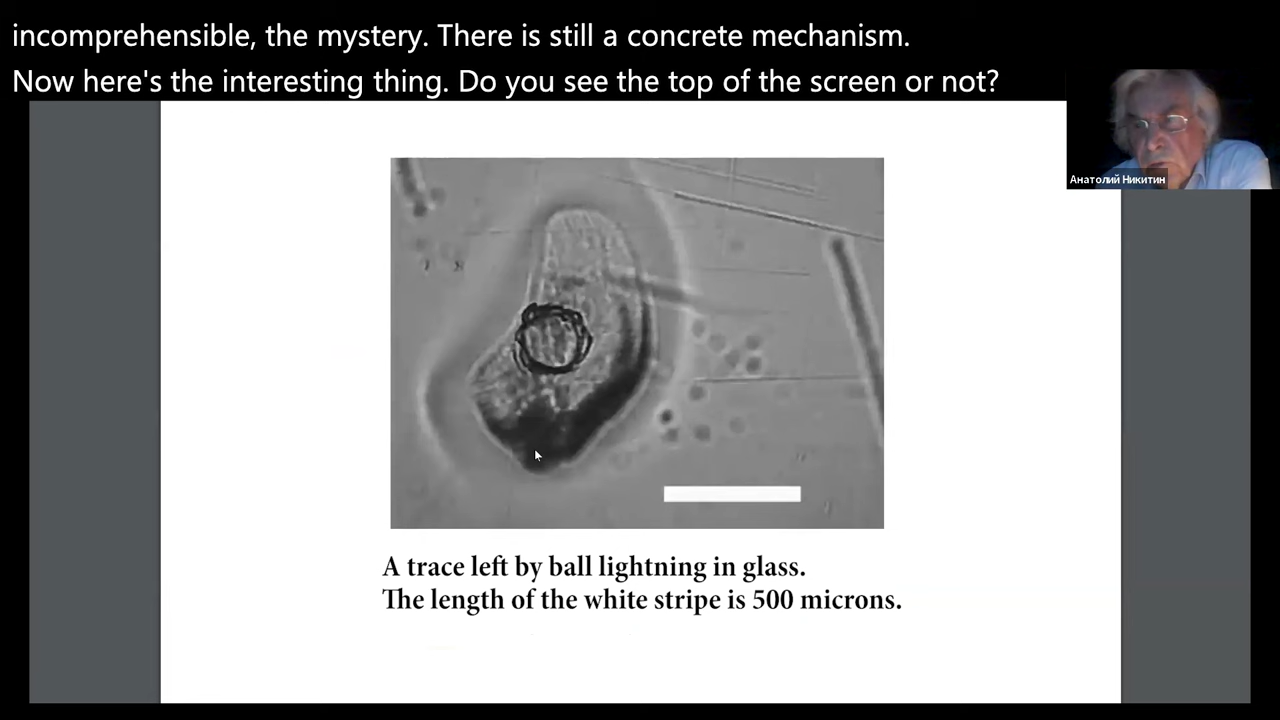 incomprehensible, the mystery. There is still a concrete mechanism.
Now here's the interesting thing. Do you see the top of the screen or not?
Анатолий Никитин
A trace left by ball lightning in glass.
The length of the white stripe is 500 microns.